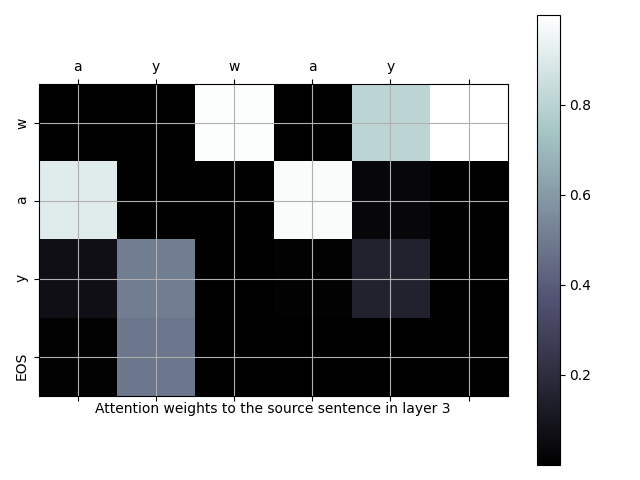 a y w a y
w
a
y
EOS
0.8
0.6
0.4
0.2
Attention weights to the source sentence in layer 3